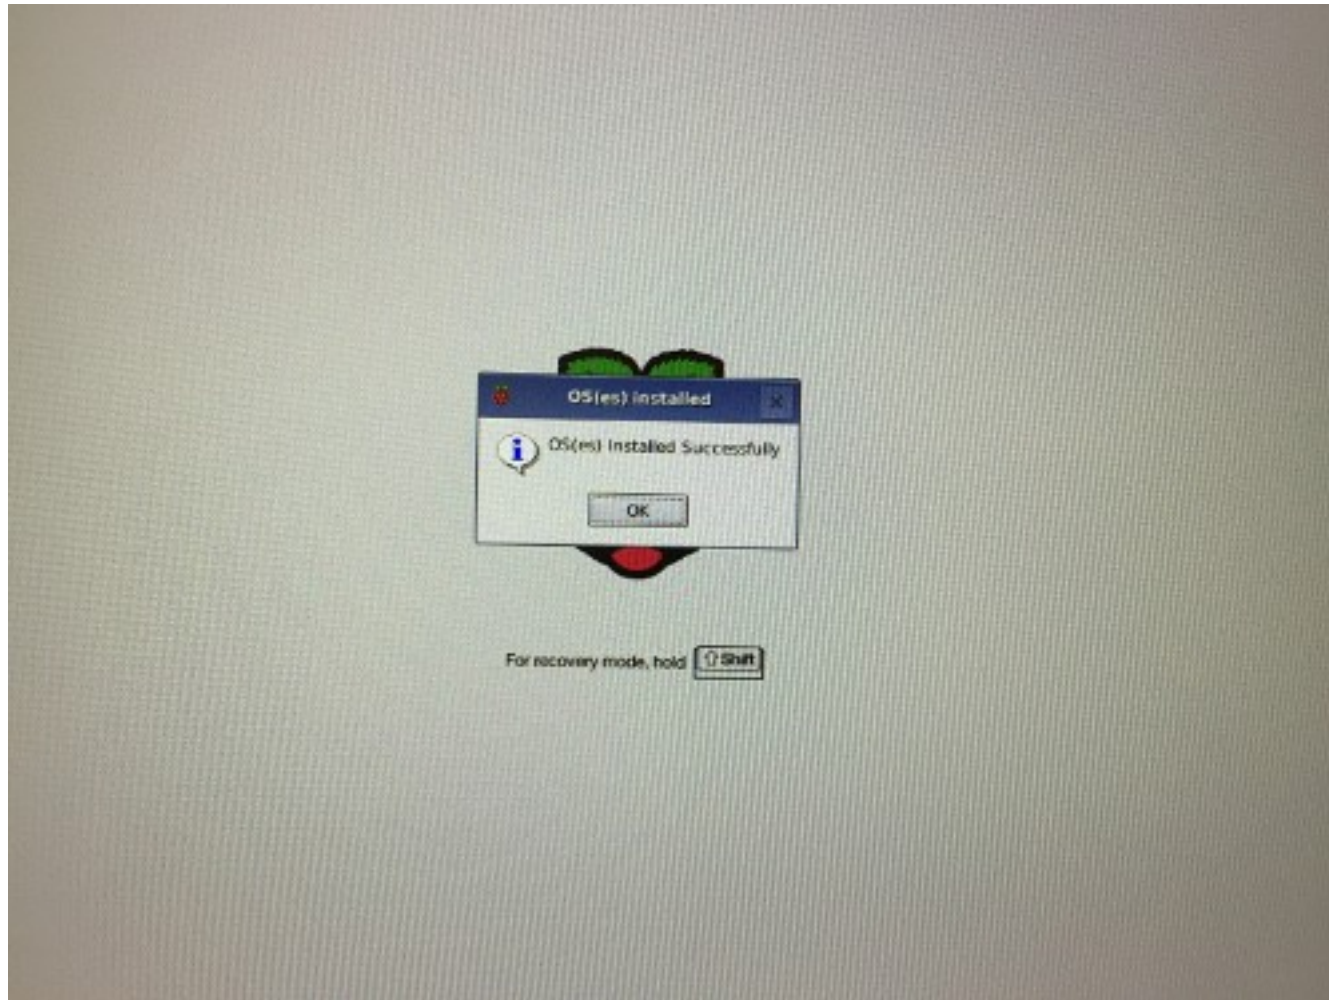 OS(es) Installed
OS(es) Installed Successfully
OK
For recovery mode, hold Shift